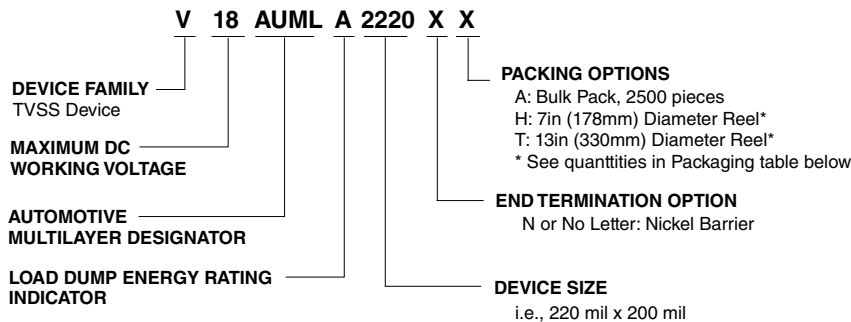 V 18 AUML A 2220 X X
DEVICE FAMILY
TVSS Device
MAXIMUM DC
WORKING VOLTAGE
AUTOMOTIVE
MULTILAYER DESIGNATOR
LOAD DUMP ENERGY RATING
INDICATOR
PACKING OPTIONS
A: Bulk Pack, 2500 pieces
H: 7in (178mm) Diameter Reel*
T: 13in (330mm) Diameter Reel*
* See quanttities in Packaging table below
END TERMINATION OPTION
N or No Letter: Nickel Barrier
DEVICE SIZE
i.e., 220 mil x 200 mil